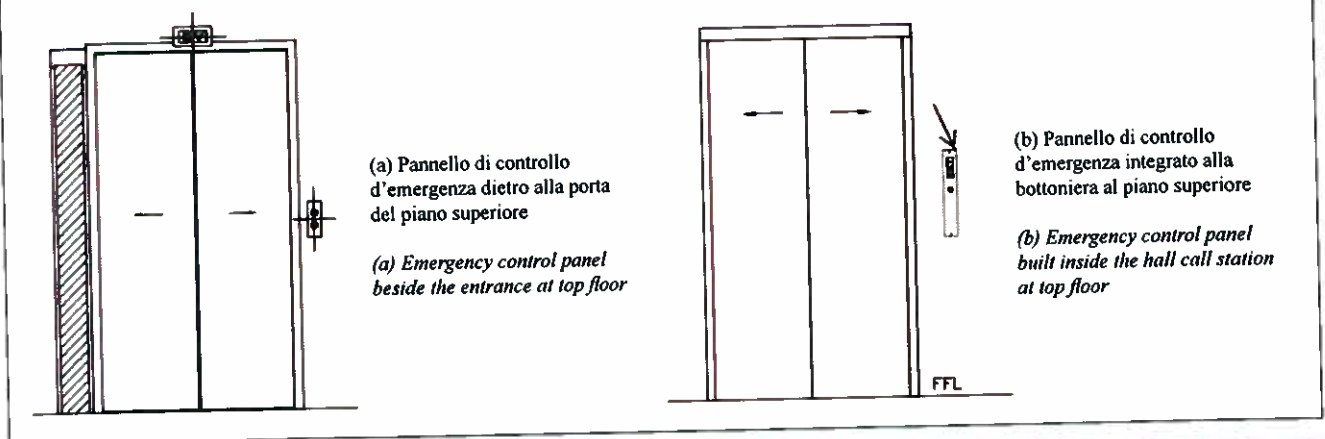 (a) Pannello di controllo
d'emergenza dietro alla porta
del piano superiore
(a) Emergency control panel
beside the entrance at top floor
(b) Pannello di controllo
d'emergenza integrato alla
bottoniera al piano superiore
(b) Emergency control panel
built inside the hall call station
at top floor
FFL